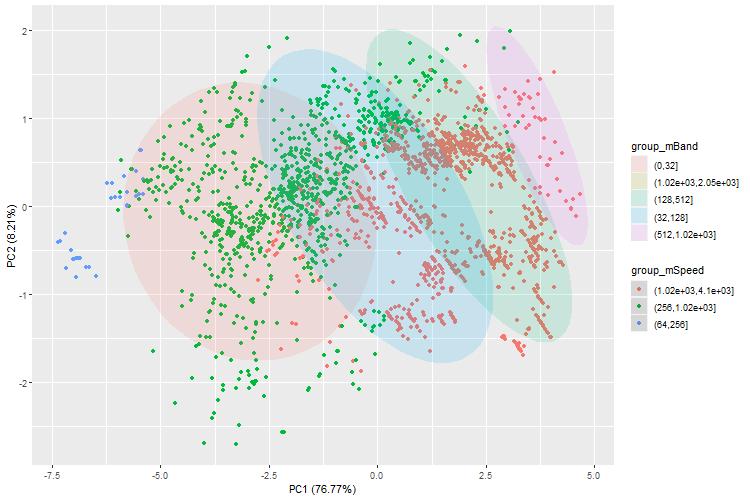 2
1
0
-1
-2
PC2 (8.21%)
-7.5 -5.0 -2.5 0.0 2.5 5.0
PC1 (76.77%)
group_mBand
(0,32]
(1.02e+03,2.05e+03]
(128,512]
(32,128]
(512,1.02e+03]
group_mSpeed
(1.02e+03,4.1e+03]
(256,1.02e+03]
(64,256]